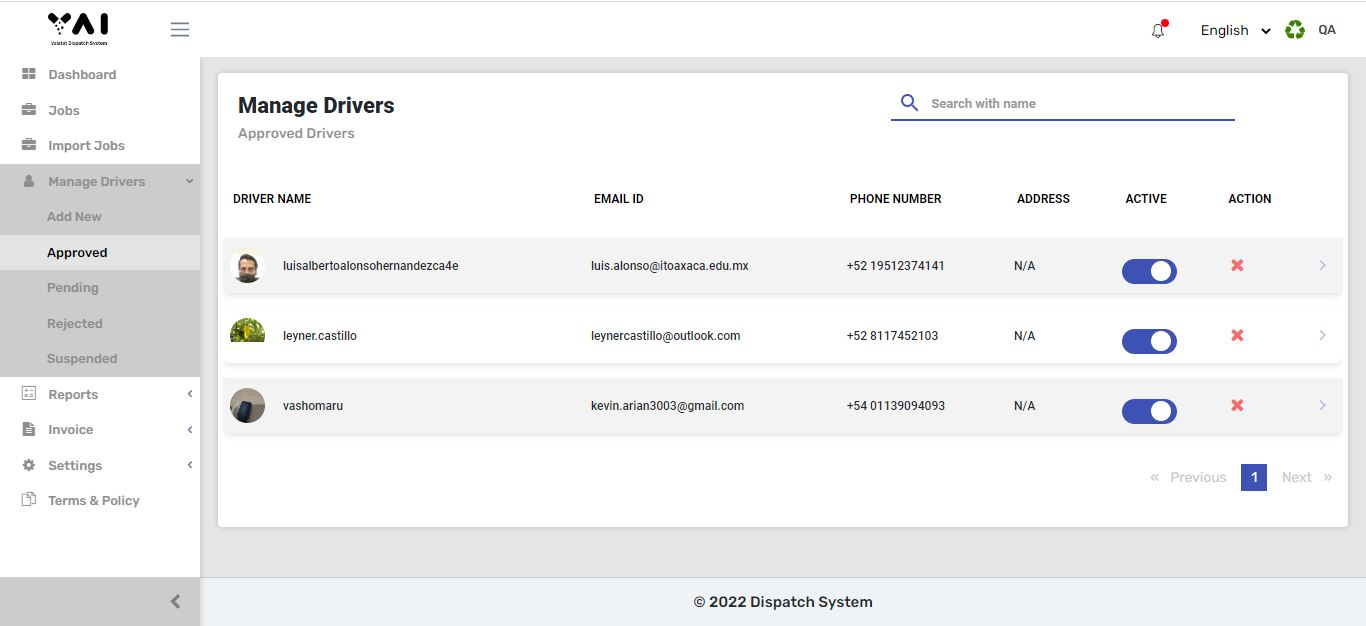 YAI
Vaistat Dispatch System
English
QA
Dashboard
Jobs
Import Jobs
Manage Drivers
Add New
Approved
Pending
Rejected
Suspended
Reports
Invoice
Settings
Terms & Policy
Manage Drivers
Approved Drivers
Search with name
DRIVER NAME EMAIL ID PHONE NUMBER ADDRESS ACTIVE ACTION
luisalbertoalonsohernandezca4e luis.alonso@itoaxaca.edu.mx +52 19512374141 N/A
leyner.castillo leynercastillo@outlook.com +52 8117452103 N/A
vashomaru kevin.arian3003@gmail.com +54 01139094093 N/A
« Previous 1 Next »
© 2022 Dispatch System